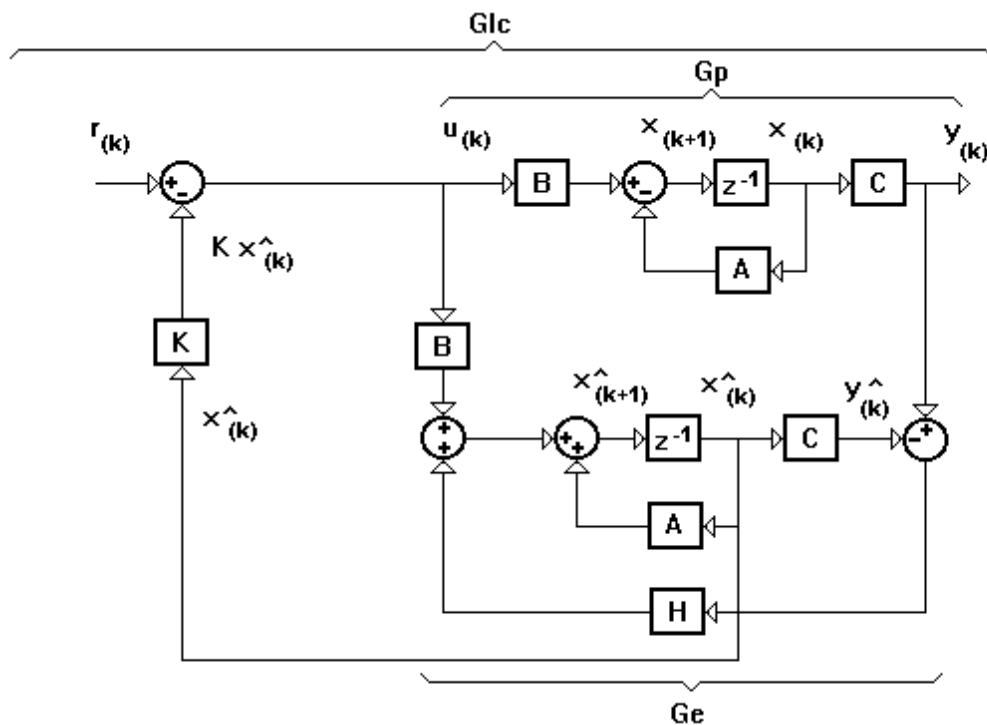 Glc
Gp
r(k)
u(k)
x(k+1)
x(k)
y(k)
+
-
B
+
-
z-1
C
K x^(k)
A
K
B
x^(k)
x^(k+1)
x^(k)
y^(k)
+
+
+
+
z-1
C
-
+
A
H
Ge